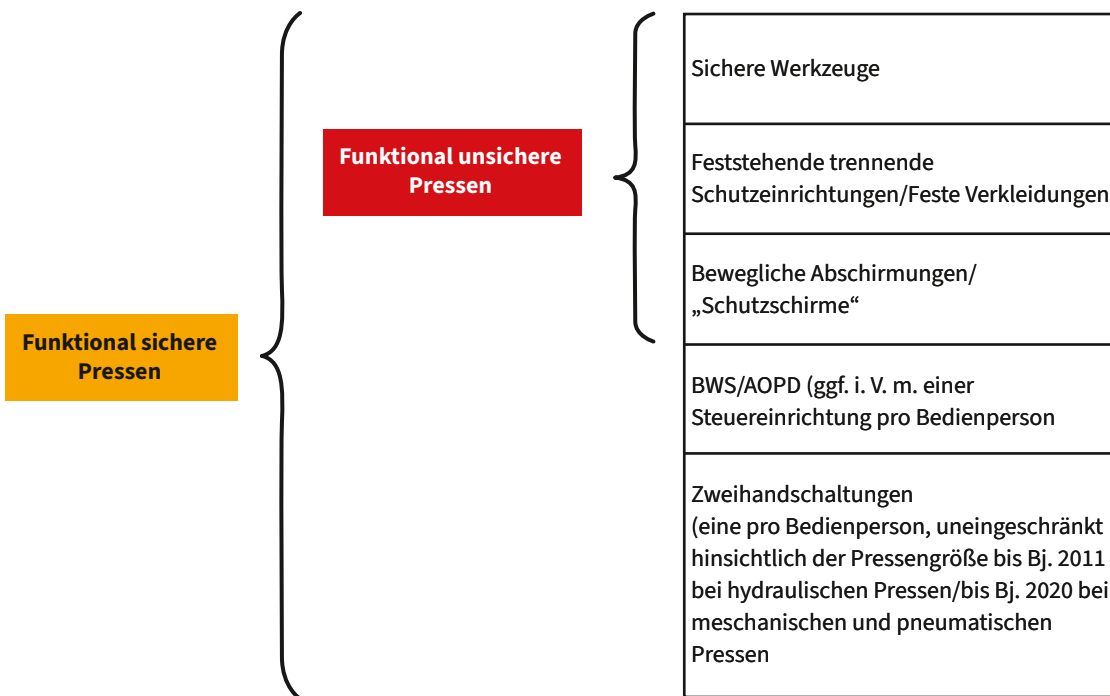 Funktional sichere
Pressen
Funktional unsichere
Pressen
Sichere Werkzeuge
Feststehende trennende
Schutzeinrichtungen/Feste Verkleidungen
Bewegliche Abschirmungen/
„Schutzschirme“
BWS/AOPD (ggf. i. V. m. einer
Steuereinrichtung pro Bedienperson
Zweihandschaltungen
(eine pro Bedienperson, uneingeschränkt
hinsichtlich der Pressengröße bis Bj. 2011
bei hydraulischen Pressen/bis Bj. 2020 bei
meschanischen und pneumatischen
Pressen